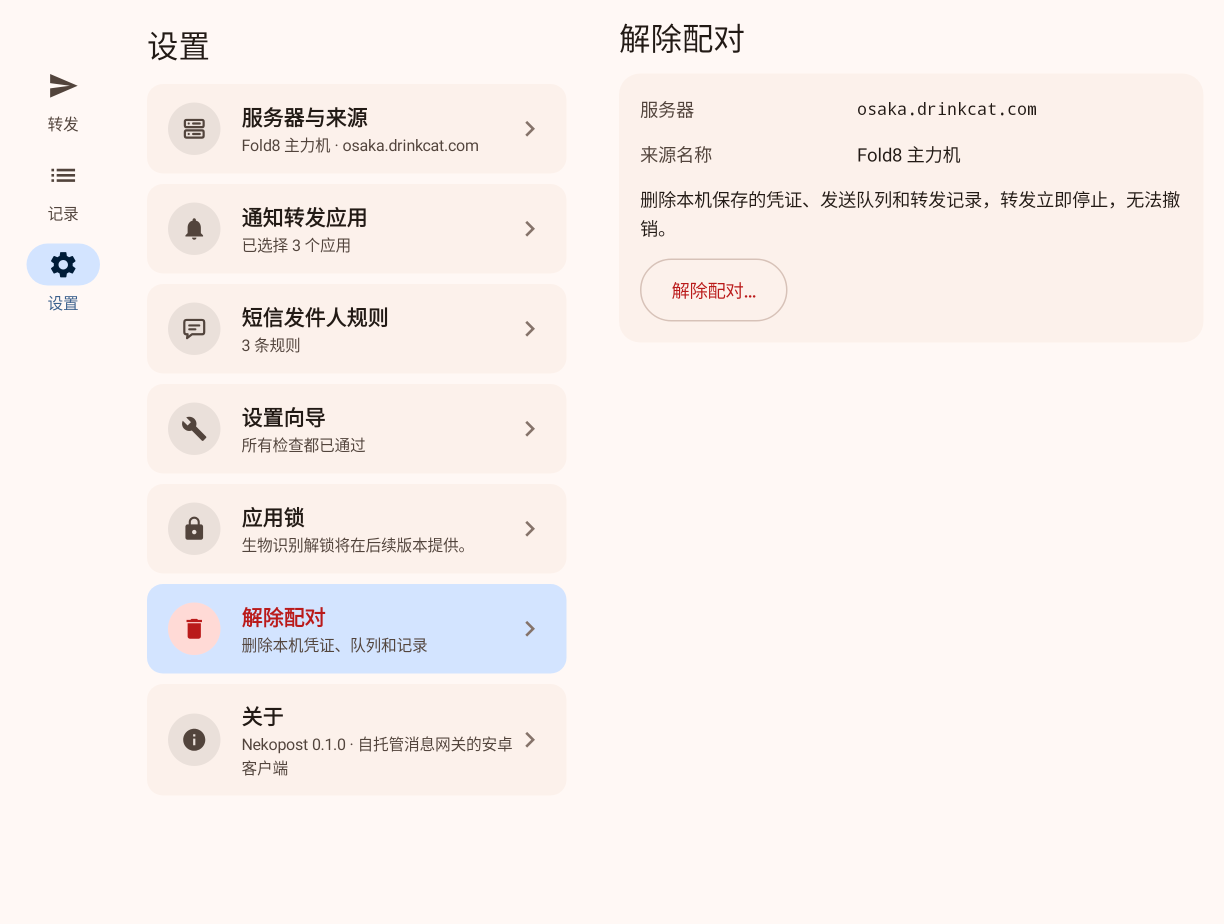 转发
记录
设置
设置
服务器与来源
Fold8 主力机 · osaka.drinkcat.com
通知转发应用
已选择 3 个应用
短信发件人规则
3 条规则
设置向导
所有检查都已通过
应用锁
生物识别解锁将在后续版本提供。
解除配对
删除本机凭证、队列和记录
关于
Nekopost 0.1.0 · 自托管消息网关的安卓
客户端
解除配对
服务器 osaka.drinkcat.com
来源名称 Fold8 主力机
删除本机保存的凭证、发送队列和转发记录，转发立即停止，无法撤
销。
解除配对…